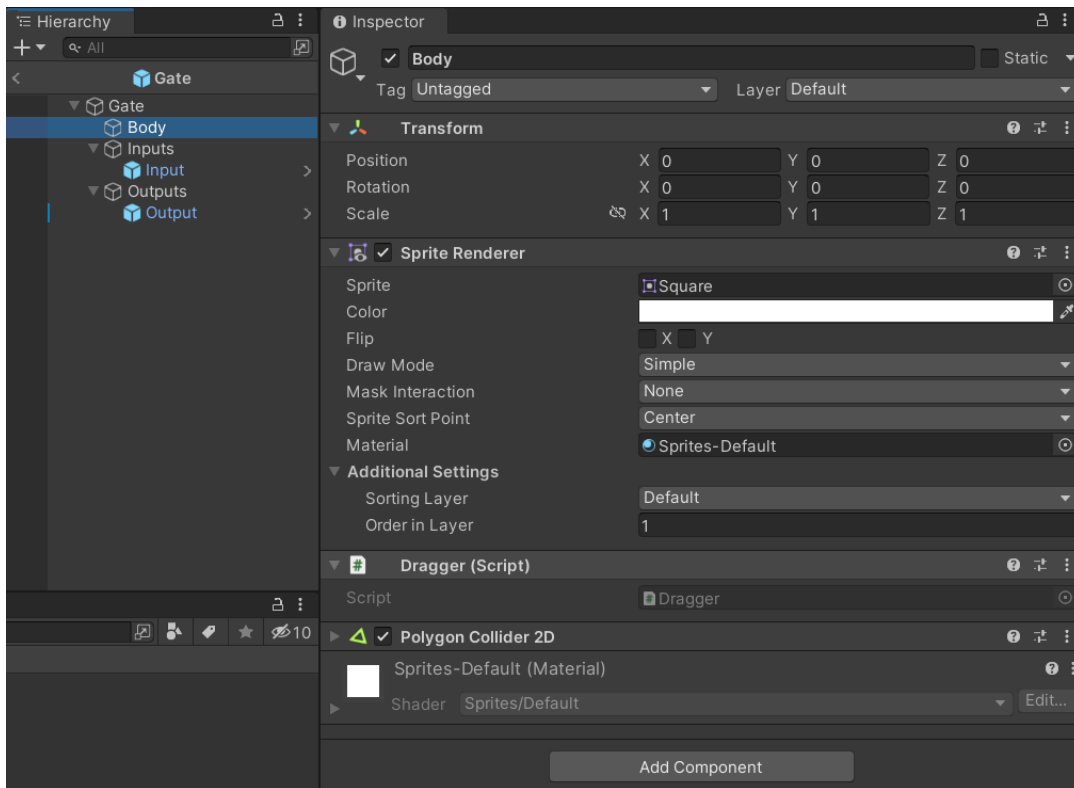 Hierarchy
All
Gate
Gate
Body
Inputs
Input
Outputs
Output
10
Inspector
Body
Static
Tag Untagged
Layer Default
Transform
Position X 0 Y 0 Z 0
Rotation X 0 Y 0 Z 0
Scale X 1 Y 1 Z 1
Sprite Renderer
Sprite Square
Color
Flip X Y
Draw Mode Simple
Mask Interaction None
Sprite Sort Point Center
Material Sprites-Default
Additional Settings
Sorting Layer Default
Order in Layer 1
# Dragger (Script)
Script Dragger
Polygon Collider 2D
Sprites-Default (Material)
Shader Sprites/Default Edit...
Add Component